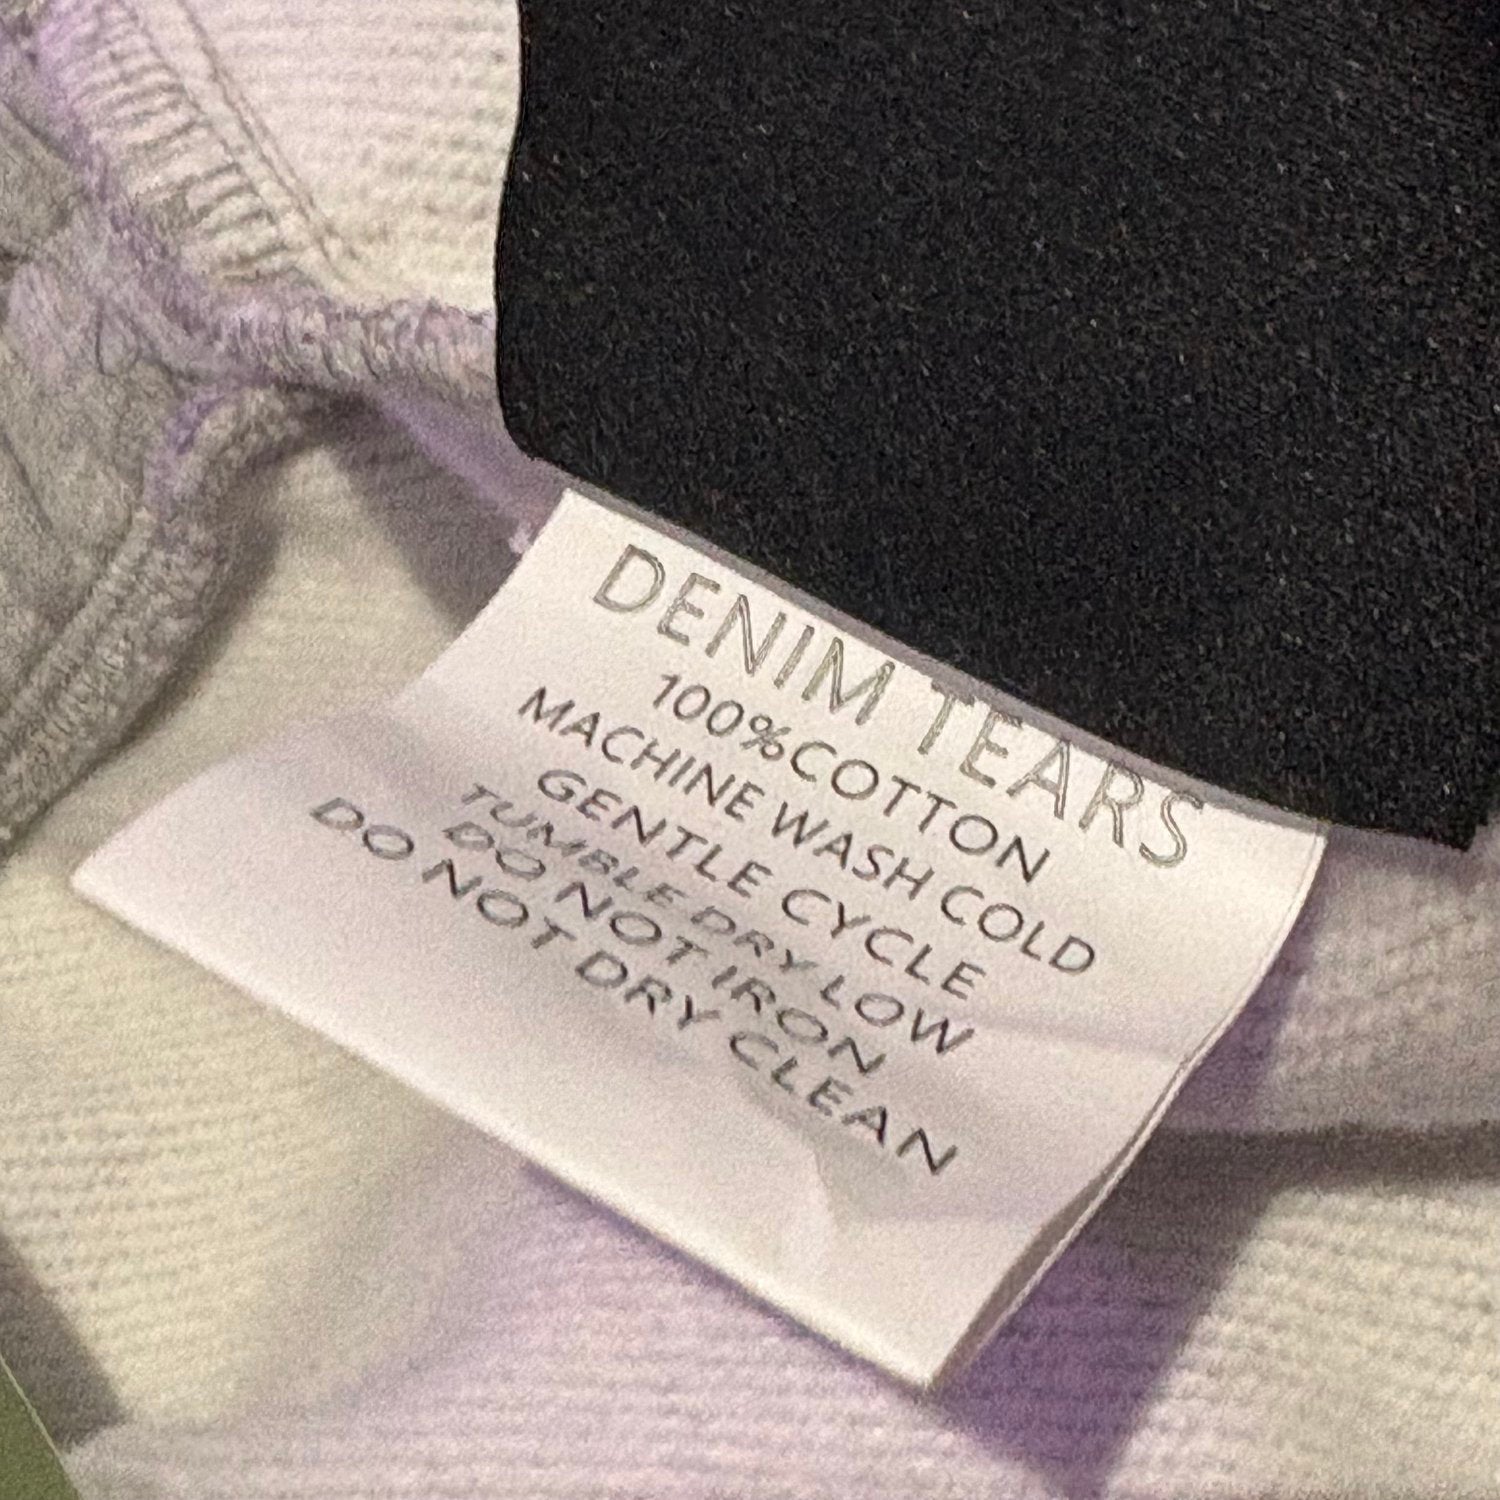 DENIM TEARS
100%COTTON
MACHINE WASH COLD
GENTLE CYCLE
TUMBLE DRY LOW
DO NOT IRON
DO NOT DRY CLEAN